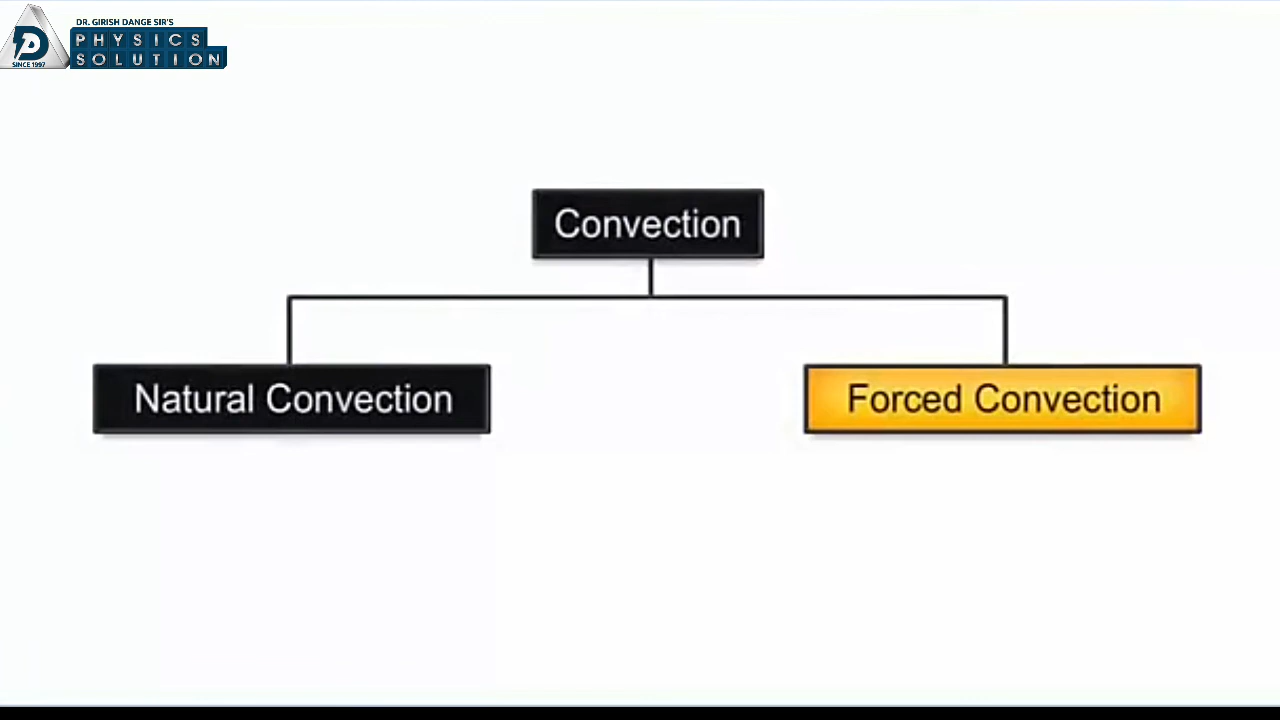 DR. GIRISH DANGE SIR'S
PHYSICS
SOLUTION
SINCE 1997
Convection
Natural Convection
Forced Convection